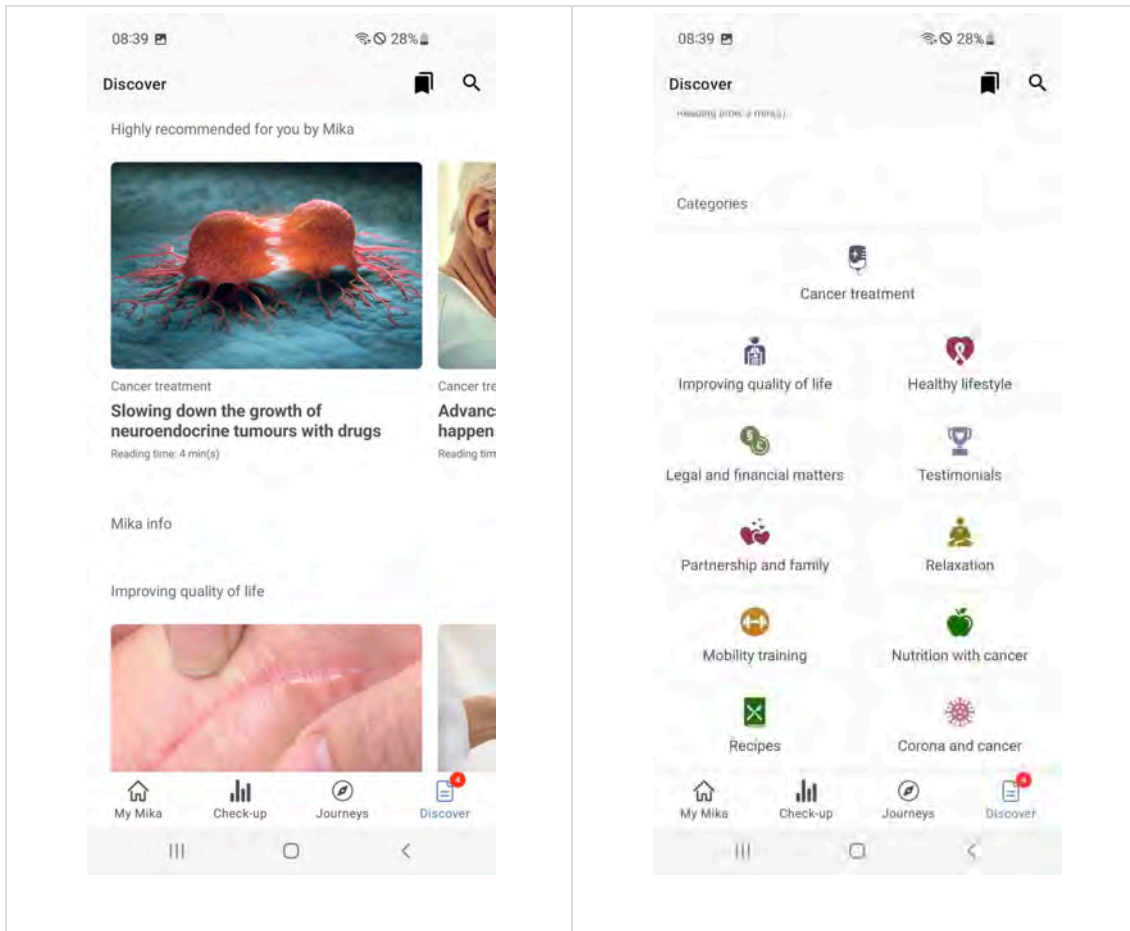 08:39 28%
Discover
Highly recommended for you by Mika
Cancer treatment
Slowing down the growth of
neuroendocrine tumours with drugs
Reading time: 4 min(s)
Cancer tre
Advanc
happen
Reading tim
Mika info
Improving quality of life
4
My Mika Check-up Journeys Discover
08:39 28%
Discover
Reading time: 3 min(s)
Categories
Cancer treatment
Improving quality of life Healthy lifestyle
Legal and financial matters Testimonials
Partnership and family Relaxation
Mobility training Nutrition with cancer
Recipes Corona and cancer
4
My Mika Check-up Journeys Discover